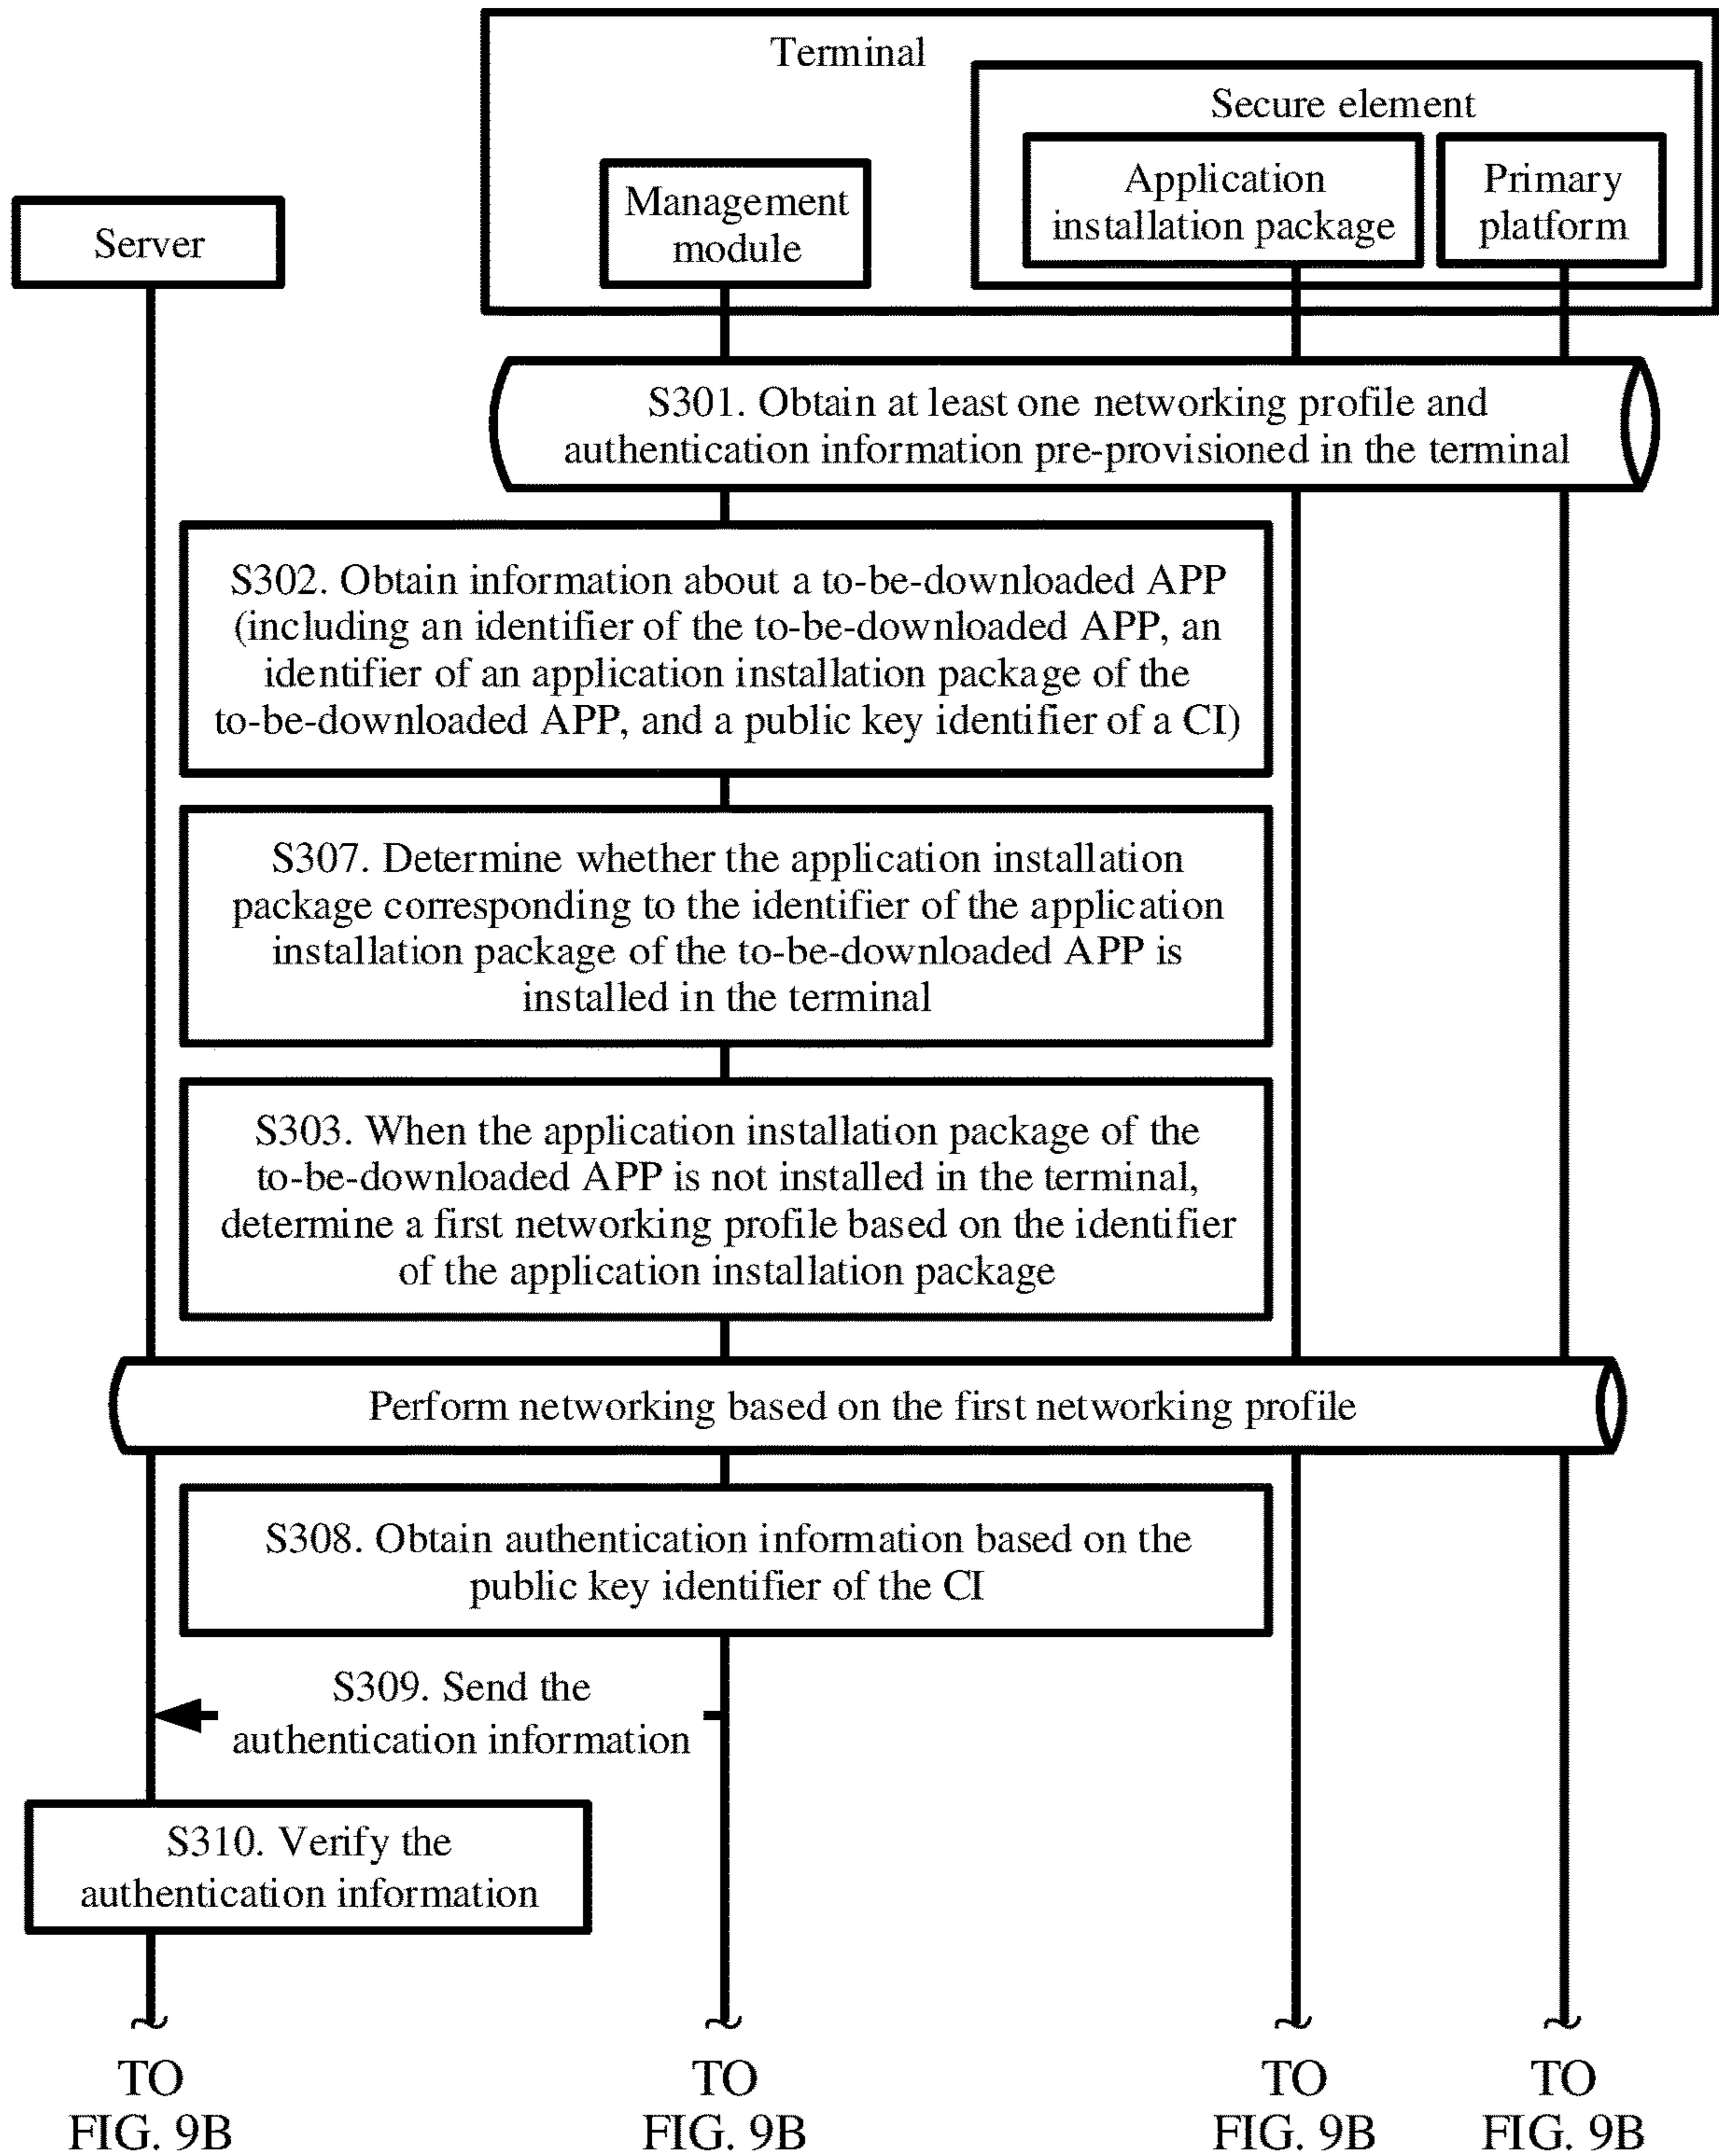 Terminal
Secure element
Application
installation package
Primary
platform
Management
module
Server
S301. Obtain at least one networking profile and
authentication information pre-provisioned in the terminal
S302. Obtain information about a to-be-downloaded APP
(including an identifier of the to-be-downloaded APP, an
identifier of an application installation package of the
to-be-downloaded APP, and a public key identifier of a CI)
S307. Determine whether the application installation
package corresponding to the identifier of the application
installation package of the to-be-downloaded APP is
installed in the terminal
S303. When the application installation package of the
to-be-downloaded APP is not installed in the terminal,
determine a first networking profile based on the identifier
of the application installation package
Perform networking based on the first networking profile
S308. Obtain authentication information based on the
public key identifier of the CI
S309. Send the
authentication information
S310. Verify the
authentication information
TO
FIG. 9B
TO
FIG. 9B
TO
FIG. 9B
TO
FIG. 9B